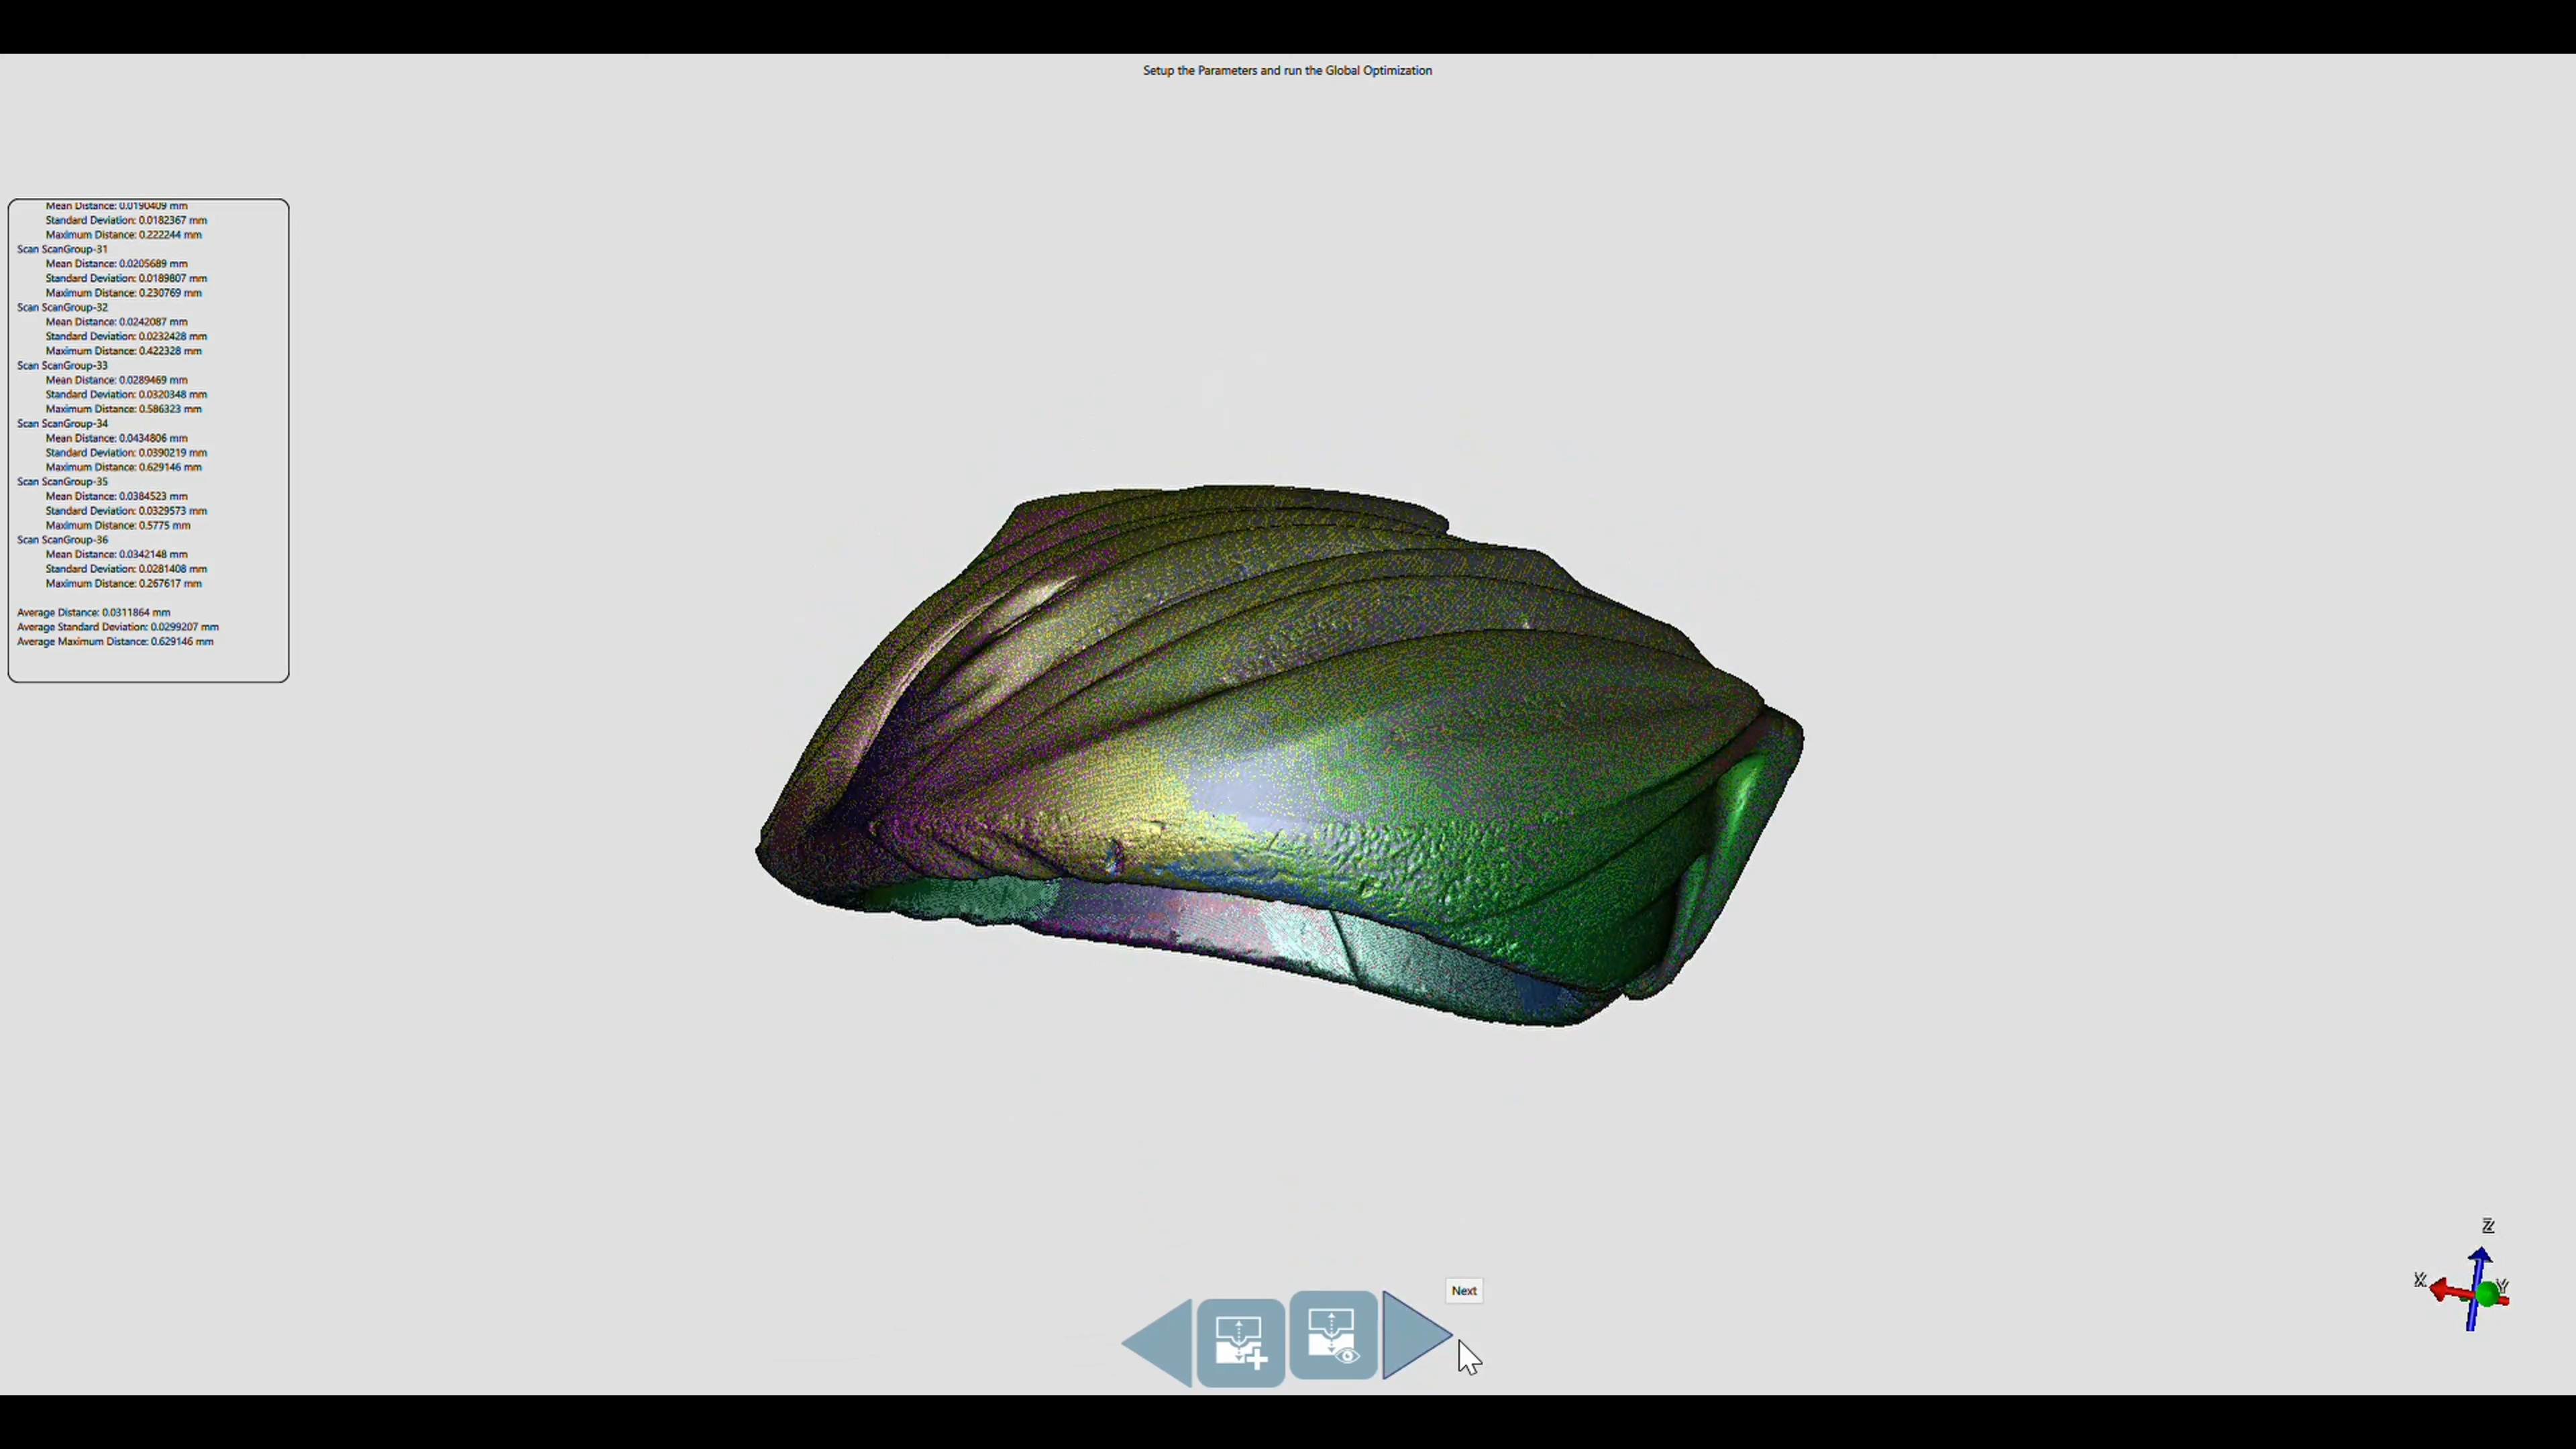 Setup the Parameters and run the Global Optimization
Mean Distance: 0.0190409 mm
Standard Deviation: 0.0182367 mm
Maximum Distance: 0.222244 mm
Scan ScanGroup-31
Mean Distance: 0.0205689 mm
Standard Deviation: 0.0189807 mm
Maximum Distance: 0.230769 mm
Scan ScanGroup-32
Mean Distance: 0.0242087 mm
Standard Deviation: 0.0232428 mm
Maximum Distance: 0.422328 mm
Scan ScanGroup-33
Mean Distance: 0.0289469 mm
Standard Deviation: 0.0320348 mm
Maximum Distance: 0.586323 mm
Scan ScanGroup-34
Mean Distance: 0.0434806 mm
Standard Deviation: 0.0390219 mm
Maximum Distance: 0.629146 mm
Scan ScanGroup-35
Mean Distance: 0.0384523 mm
Standard Deviation: 0.0329573 mm
Maximum Distance: 0.5775 mm
Scan ScanGroup-36
Mean Distance: 0.0342148 mm
Standard Deviation: 0.0281408 mm
Maximum Distance: 0.267617 mm
Average Distance: 0.0311864 mm
Average Standard Deviation: 0.0299207 mm
Average Maximum Distance: 0.629146 mm
Z
X
Y
Next